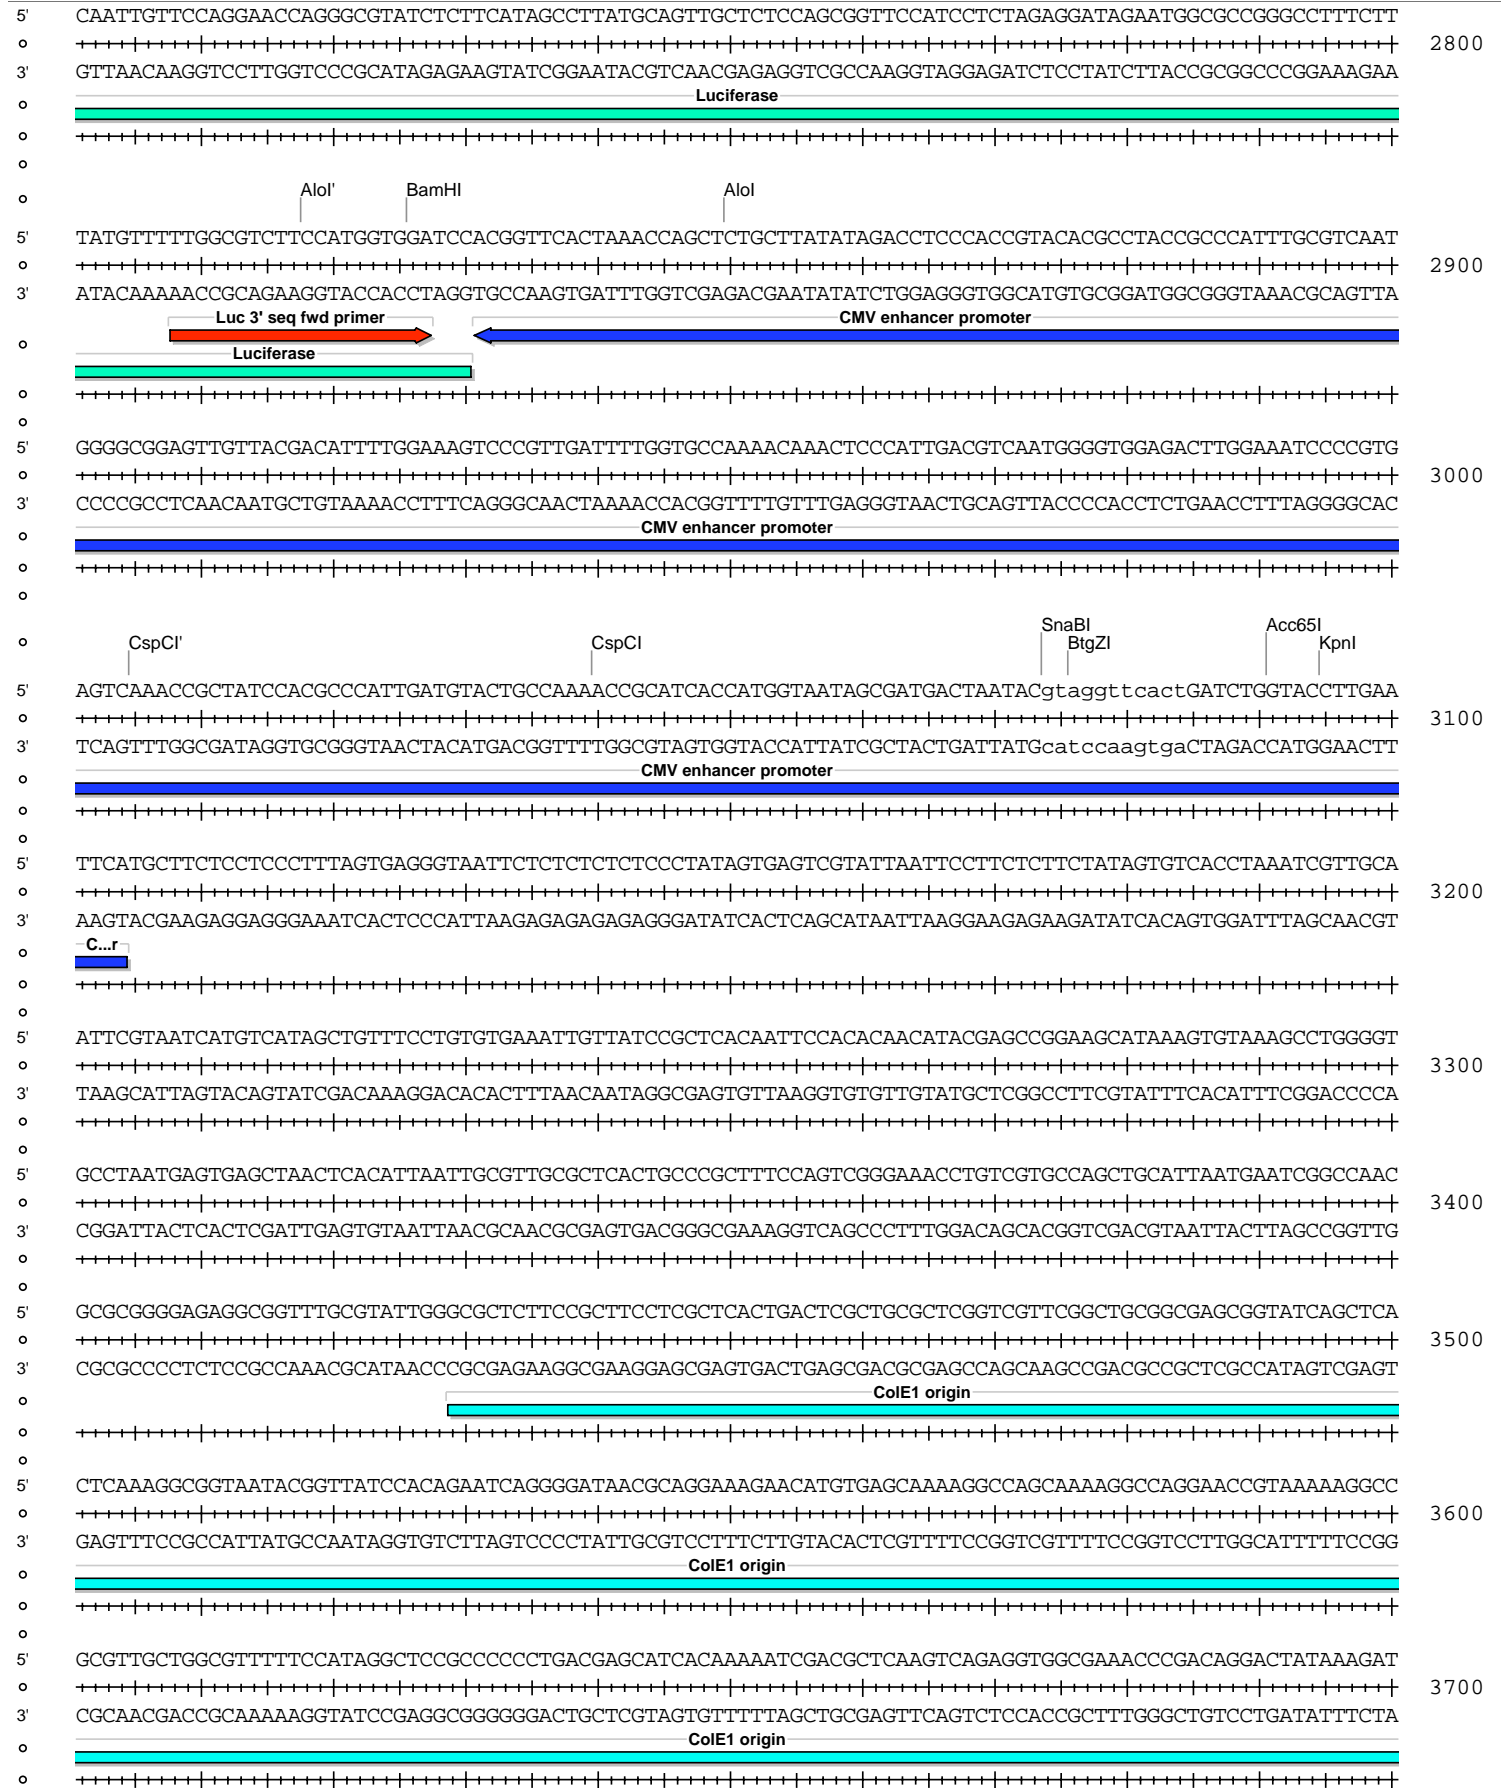 5' CAATTGTTCCAGGAACCAGGGCGTATCTCTTCATAGCCTTATGCAGTTGCTCTCCAGCGGTTCCATCCTCTAGAGGATAGAATGGCGCCGGGCCTTTCTT
2800
3' GTTAACAAGGTCCTTGGTCCCGCATAGAGAAGTATCGGAATACGTCAACGAGAGGTCGCCAAGGTAGGAGATCTCCTATCTTACCGCGGCCCGGAAAGAA
Luciferase
AloI' BamHI AloI
5' TATGTTTTTGGCGTCTTCCATGGTGGATCCACGGTTCACTAAACCAGCTCTGCTTATATAGACCTCCCACCGTACACGCCTACCGCCCATTTGCGTCAAT
2900
3' ATACAAAAACCGCAGAAGGTACCACCTAGGTGCCAAGTGATTTGGTCGAGACGAATATATCTGGAGGGTGGCATGTGCGGATGGCGGGTAAACGCAGTTA
Luc 3' seq fwd primer CMV enhancer promoter
Luciferase
5' GGGGCGGAGTTGTTACGACATTTTGGAAAGTCCCGTTGATTTTGGTGCCAAAACAAACTCCCATTGACGTCAATGGGGTGGAGACTTGGAAATCCCCGTG
3000
3' CCCCGCCTCAACAATGCTGTAAAACCTTTCAGGGCAACTAAAACCACGGTTTTGTTTGAGGGTAACTGCAGTTACCCCACCTCTGAACCTTTAGGGGCAC
CMV enhancer promoter
SnaBI Acc65I
CspCI' CspCI BtgZI KpnI
5' AGTCAAACCGCTATCCACGCCCATTGATGTACTGCCAAAACCGCATCACCATGGTAATAGCGATGACTAATACgtaggttcactGATCTGGTACCTTGAA
3100
3' TCAGTTTGGCGATAGGTGCGGGTAACTACATGACGGTTTTGGCGTAGTGGTACCATTATCGCTACTGATTATGcatccaagtgaCTAGACCATGGAACTT
CMV enhancer promoter
5' TTCATGCTTCTCCTCCCTTTAGTGAGGGTAATTCTCTCTCTCTCCCTATAGTGAGTCGTATTAATTCCTTCTCTTCTATAGTGTCACCTAAATCGTTGCA
3200
3' AAGTACGAAGAGGAGGGAAATCACTCCCATTAAGAGAGAGAGAGGGATATCACTCAGCATAATTAAGGAAGAGAAGATATCACAGTGGATTTAGCAACGT
C...r
5' ATTCGTAATCATGTCATAGCTGTTTCCTGTGTGAAATTGTTATCCGCTCACAATTCCACACAACATACGAGCCGGAAGCATAAAGTGTAAAGCCTGGGGT
3300
3' TAAGCATTAGTACAGTATCGACAAAGGACACACTTTAACAATAGGCGAGTGTTAAGGTGTGTTGTATGCTCGGCCTTCGTATTTCACATTTCGGACCCCA
5' GCCTAATGAGTGAGCTAACTCACATTAATTGCGTTGCGCTCACTGCCCGCTTTCCAGTCGGGAAACCTGTCGTGCCAGCTGCATTAATGAATCGGCCAAC
3400
3' CGGATTACTCACTCGATTGAGTGTAATTAACGCAACGCGAGTGACGGGCGAAAGGTCAGCCCTTTGGACAGCACGGTCGACGTAATTACTTAGCCGGTTG
5' GCGCGGGGAGAGGCGGTTTGCGTATTGGGCGCTCTTCCGCTTCCTCGCTCACTGACTCGCTGCGCTCGGTCGTTCGGCTGCGGCGAGCGGTATCAGCTCA
3500
3' CGCGCCCCTCTCCGCCAAACGCATAACCCGCGAGAAGGCGAAGGAGCGAGTGACTGAGCGACGCGAGCCAGCAAGCCGACGCCGCTCGCCATAGTCGAGT
ColE1 origin
5' CTCAAAGGCGGTAATACGGTTATCCACAGAATCAGGGGATAACGCAGGAAAGAACATGTGAGCAAAAGGCCAGCAAAAGGCCAGGAACCGTAAAAAGGCC
3600
3' GAGTTTCCGCCATTATGCCAATAGGTGTCTTAGTCCCCTATTGCGTCCTTTCTTGTACACTCGTTTTCCGGTCGTTTTCCGGTCCTTGGCATTTTTCCGG
ColE1 origin
5' GCGTTGCTGGCGTTTTTCCATAGGCTCCGCCCCCCTGACGAGCATCACAAAAATCGACGCTCAAGTCAGAGGTGGCGAAACCCGACAGGACTATAAAGAT
3700
3' CGCAACGACCGCAAAAAGGTATCCGAGGCGGGGGGACTGCTCGTAGTGTTTTTAGCTGCGAGTTCAGTCTCCACCGCTTTGGGCTGTCCTGATATTTCTA
ColE1 origin